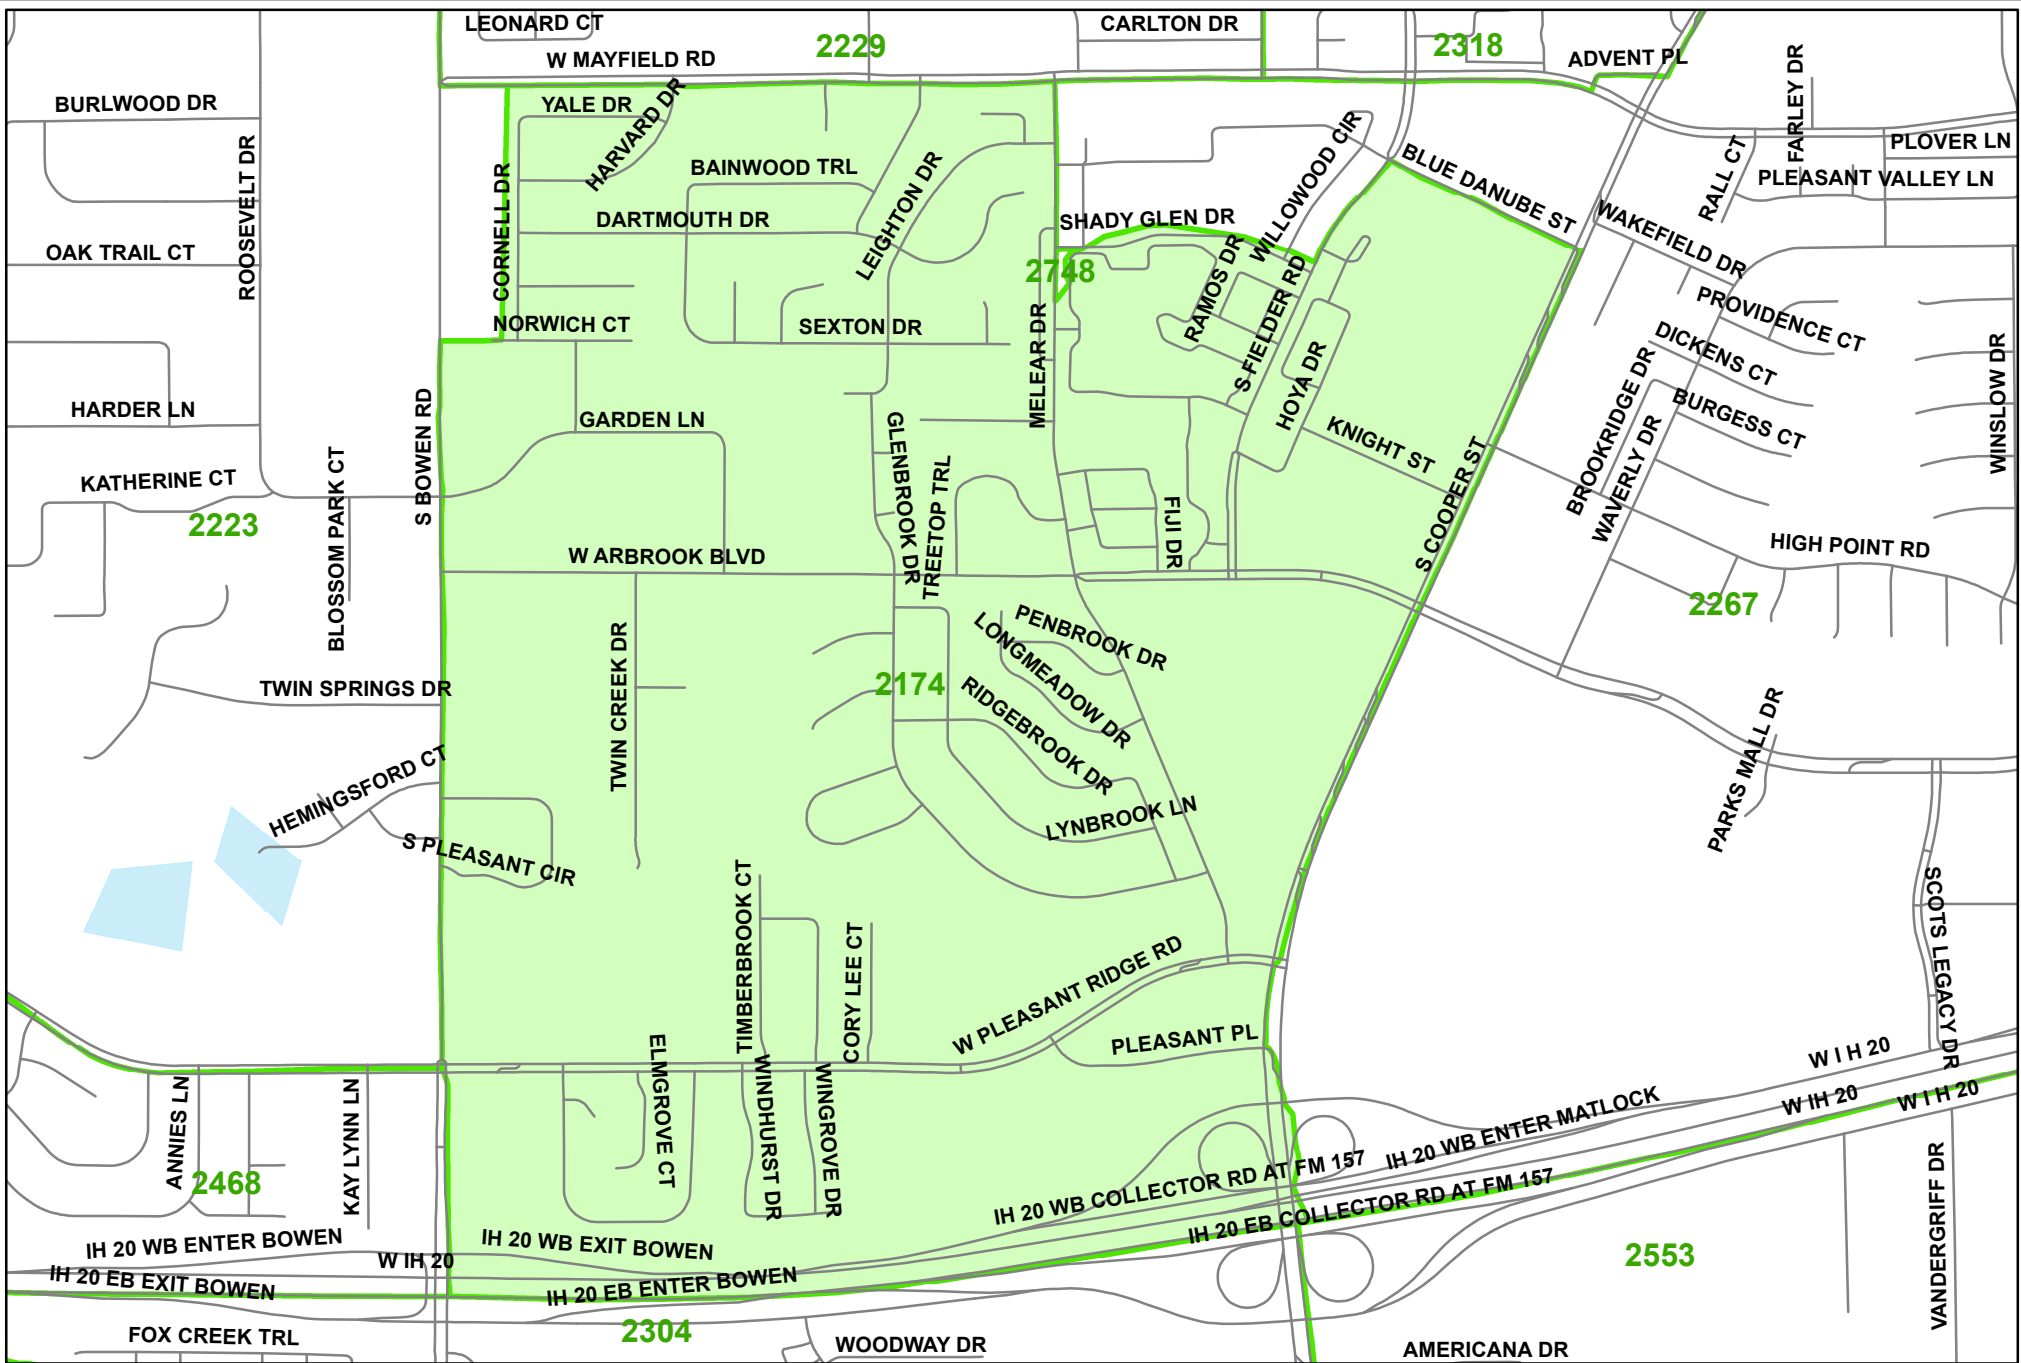 LEONARD CT
CARLTON DR
2229
2318
W MAYFIELD RD
ADVENT PL
BURLWOOD DR
YALE DR
HARVARD DR
FARLEY DR
PLOVER LN
ROOSEVELT DR
CORNELL DR
BAINWOOD TRL
LEIGHTON DR
WILLOWOOD CIR
BLUE DANUBE ST
RALL CT
PLEASANT VALLEY LN
DARTMOUTH DR
SHADY GLEN DR
WAKEFIELD DR
OAK TRAIL CT
2748
RAMOS DR
S FIELDER RD
PROVIDENCE CT
NORWICH CT
SEXTON DR
MELEAR DR
HOYA DR
DICKENS CT
WINSLOW DR
HARDER LN
S BOWEN RD
GARDEN LN
GLENBROOK DR
KNIGHT ST
BROOKRIDGE DR
BURGESS CT
WAVERLY DR
KATHERINE CT
BLOSSOM PARK CT
TREETOP TRL
FIJI DR
S COOPER ST
2223
W ARBROOK BLVD
HIGH POINT RD
2267
TWIN CREEK DR
PENBROOK DR
LONGMEADOW DR
TWIN SPRINGS DR
2174
RIDGEBROOK DR
PARKS MALL DR
HEMINGSFORD CT
LYNBROOK LN
S PLEASANT CIR
TIMBERBROOK CT
CORY LEE CT
SCOTS LEGACY DR
W PLEASANT RIDGE RD
PLEASANT PL
W I H 20
ANNIES LN
KAY LYNN LN
ELMGROVE CT
WINDHURST DR
WINGROVE DR
W IH 20
W I H 20
IH 20 WB ENTER MATLOCK
2468
IH 20 WB COLLECTOR RD AT FM 157
VANDERGRIFF DR
IH 20 WB ENTER BOWEN
IH 20 WB EXIT BOWEN
IH 20 EB COLLECTOR RD AT FM 157
W IH 20
2553
IH 20 EB EXIT BOWEN
IH 20 EB ENTER BOWEN
FOX CREEK TRL
2304
WOODWAY DR
AMERICANA DR